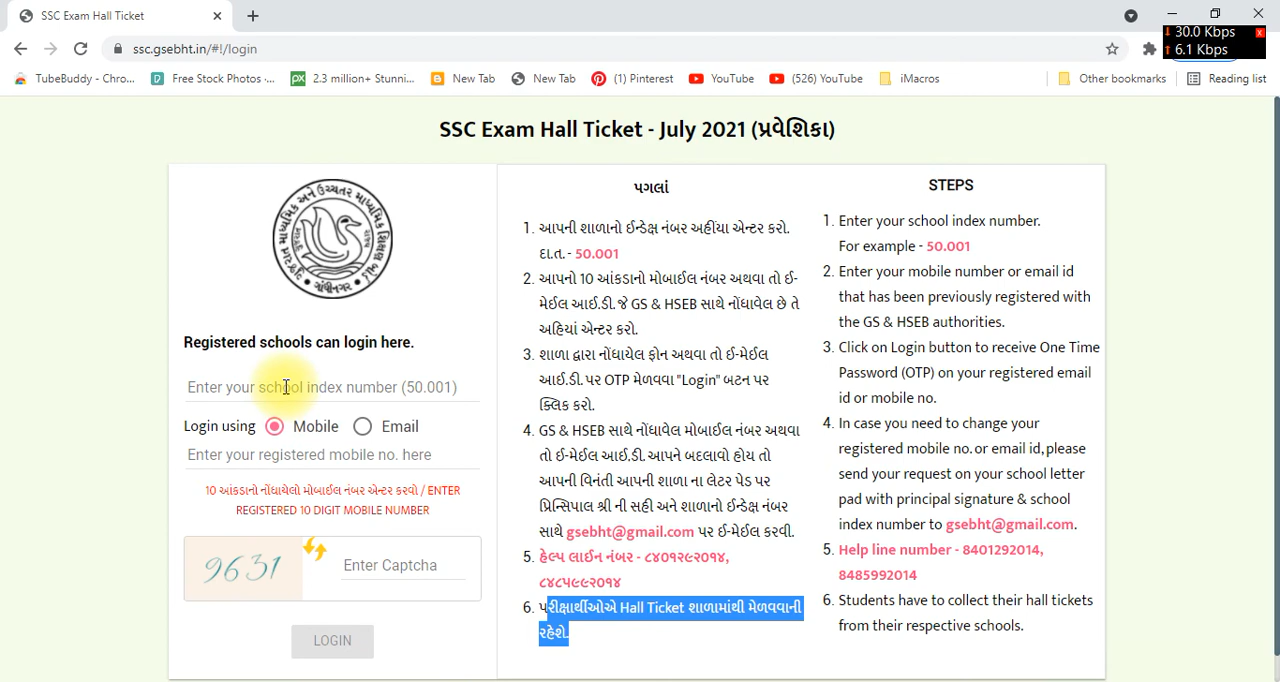 SSC Exam Hall Ticket
ssc.gsebht.in/#!/login
30.0 Kbps
6.1 Kbps
TubeBuddy - Chro...
Free Stock Photos ·...
2.3 million+ Stunni...
New Tab
New Tab
(1) Pinterest
YouTube
(526) YouTube
iMacros
Other bookmarks
Reading list
SSC Exam Hall Ticket - July 2021 (પ્રવેશિકા)
ગુજરાત માધ્યમિક અને ઉચ્ચતર માધ્યમિક શિક્ષણ બોર્ડ
ગાંધીનગર
Registered schools can login here.
Enter your school index number (50.001)
Login using Mobile Email
Enter your registered mobile no. here
10 આંકડાનો નોંધાયેલો મોબાઈલ નંબર એન્ટર કરવો / ENTER
REGISTERED 10 DIGIT MOBILE NUMBER
9631
Enter Captcha
LOGIN
પગલાં
1. આપની શાળાનો ઈન્ડેક્ષ નંબર અહીંયા એન્ટર કરો.
દા.ત. - 50.001
2. આપનો 10 આંકડાનો મોબાઈલ નંબર અથવા તો ઈ-
મેઈલ આઈ.ડી. જે GS & HSEB સાથે નોંધાવેલ છે તે
અહિયાં એન્ટર કરો.
3. શાળા દ્વારા નોંધાયેલ ફોન અથવા તો ઈ-મેઈલ
આઈ.ડી. પર OTP મેળવવા "Login" બટન પર
ક્લિક કરો.
4. GS & HSEB સાથે નોંધાવેલ મોબાઈલ નંબર અથવા
તો ઈ-મેઈલ આઈ.ડી. આપને બદલાવો હોય તો
આપની વિનંતી આપની શાળા ના લેટર પેડ પર
પ્રિન્સિપાલ શ્રી ની સહી અને શાળાનો ઈન્ડેક્ષ નંબર
સાથે gsebht@gmail.com પર ઈ-મેઈલ કરવી.
5. હેલ્પ લાઈન નંબર - ૮૪૦૧૨૯૨૦૧૪,
૮૪૮૫૯૯૨૦૧૪
6. પરીક્ષાર્થીઓએ Hall Ticket શાળામાંથી મેળવવાની
રહેશે.
STEPS
1. Enter your school index number.
For example - 50.001
2. Enter your mobile number or email id
that has been previously registered with
the GS & HSEB authorities.
3. Click on Login button to receive One Time
Password (OTP) on your registered email
id or mobile no.
4. In case you need to change your
registered mobile no. or email id, please
send your request on your school letter
pad with principal signature & school
index number to gsebht@gmail.com.
5. Help line number - 8401292014,
8485992014
6. Students have to collect their hall tickets
from their respective schools.